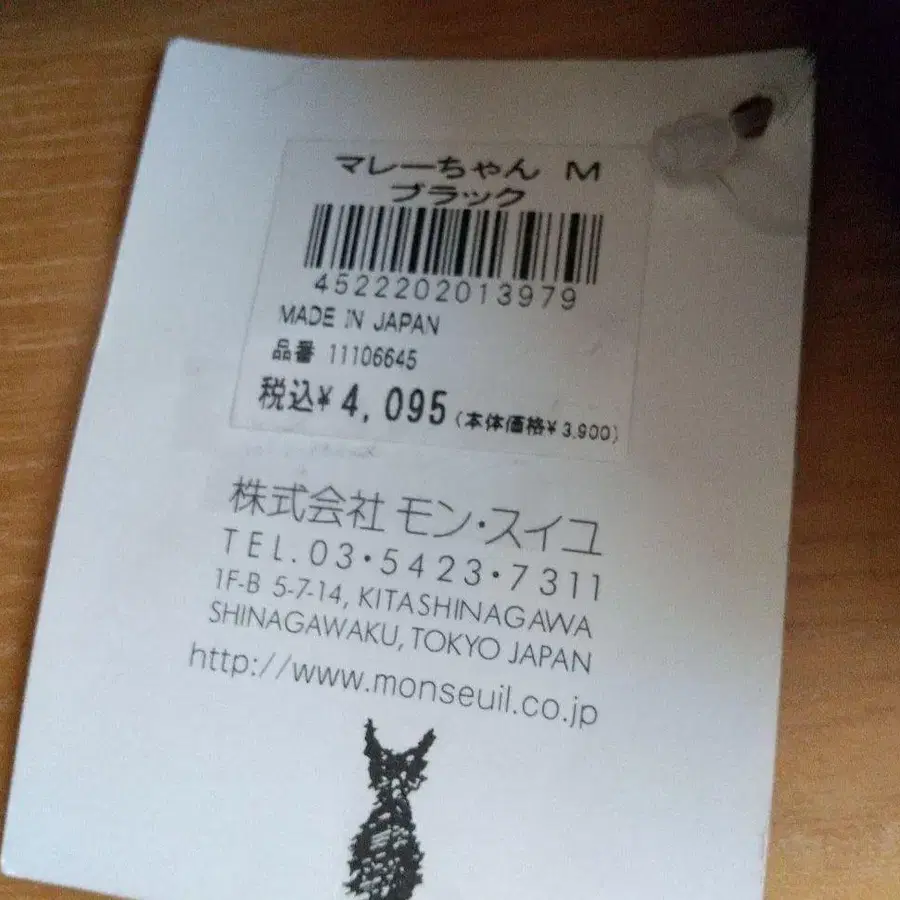 マレーちゃん M
ブラック
4522202013979
MADE IN JAPAN
品番 11106645
税込¥4,095(本体価格¥3,900)
株式会社 モン・スイユ
TEL.03・5423・7311
1F-B 5-7-14, KITASHINAGAWA
SHINAGAWAKU, TOKYO JAPAN
http://www.monseuil.co.jp